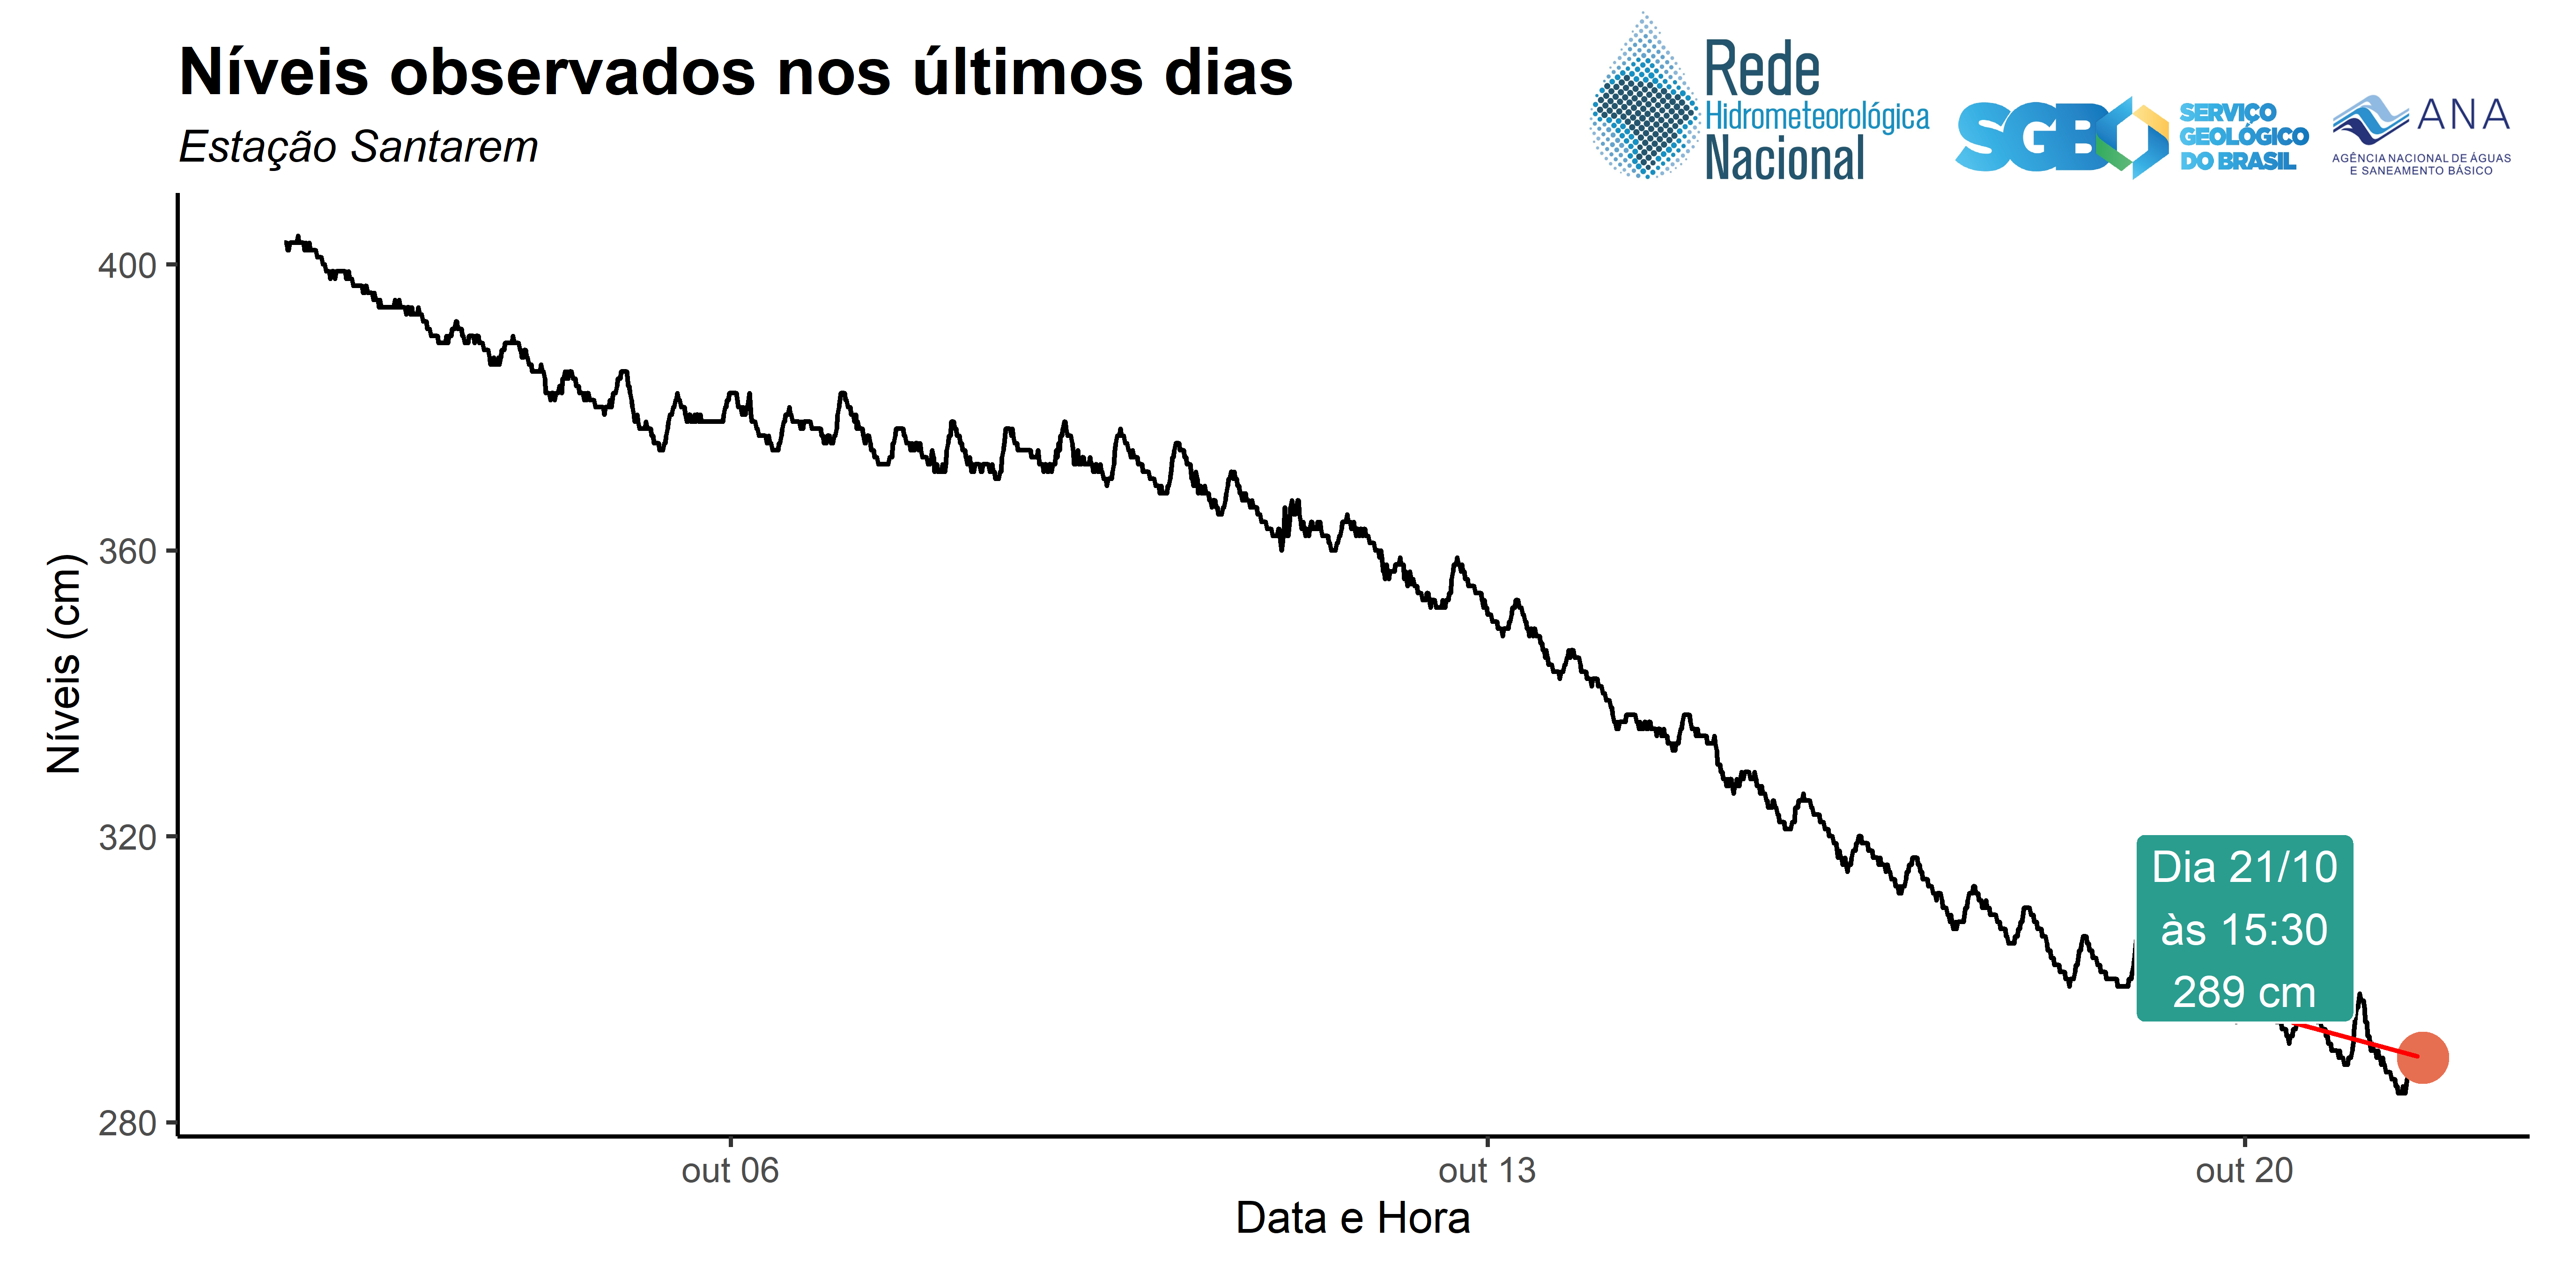 Níveis observados nos últimos dias
Estação Santarem
Rede
Hidrometeorológica
Nacional
SGB
SERVIÇO
GEOLÓGICO
DO BRASIL
ANA
AGÊNCIA NACIONAL DE ÁGUAS
E SANEAMENTO BÁSICO
Níveis (cm)
400
360
320
280
Dia 21/10
às 15:30
289 cm
out 06
out 13
out 20
Data e Hora